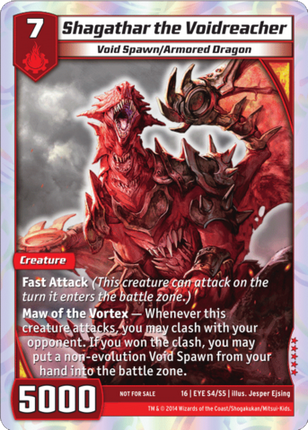 7
Shagathar the Voidreacher
Void Spawn/Armored Dragon
Creature
Fast Attack (This creature can attack on the
turn it enters the battle zone.)
Maw of the Vortex — Whenever this
creature attacks, you may clash with your
opponent. If you won the clash, you may
put a non-evolution Void Spawn from your
hand into the battle zone.
5000
NOT FOR SALE
16 | EYE S4/S5 | illus. Jesper Ejsing
TM & © 2014 Wizards of the Coast/Shogakukan/Mitsui-Kids.